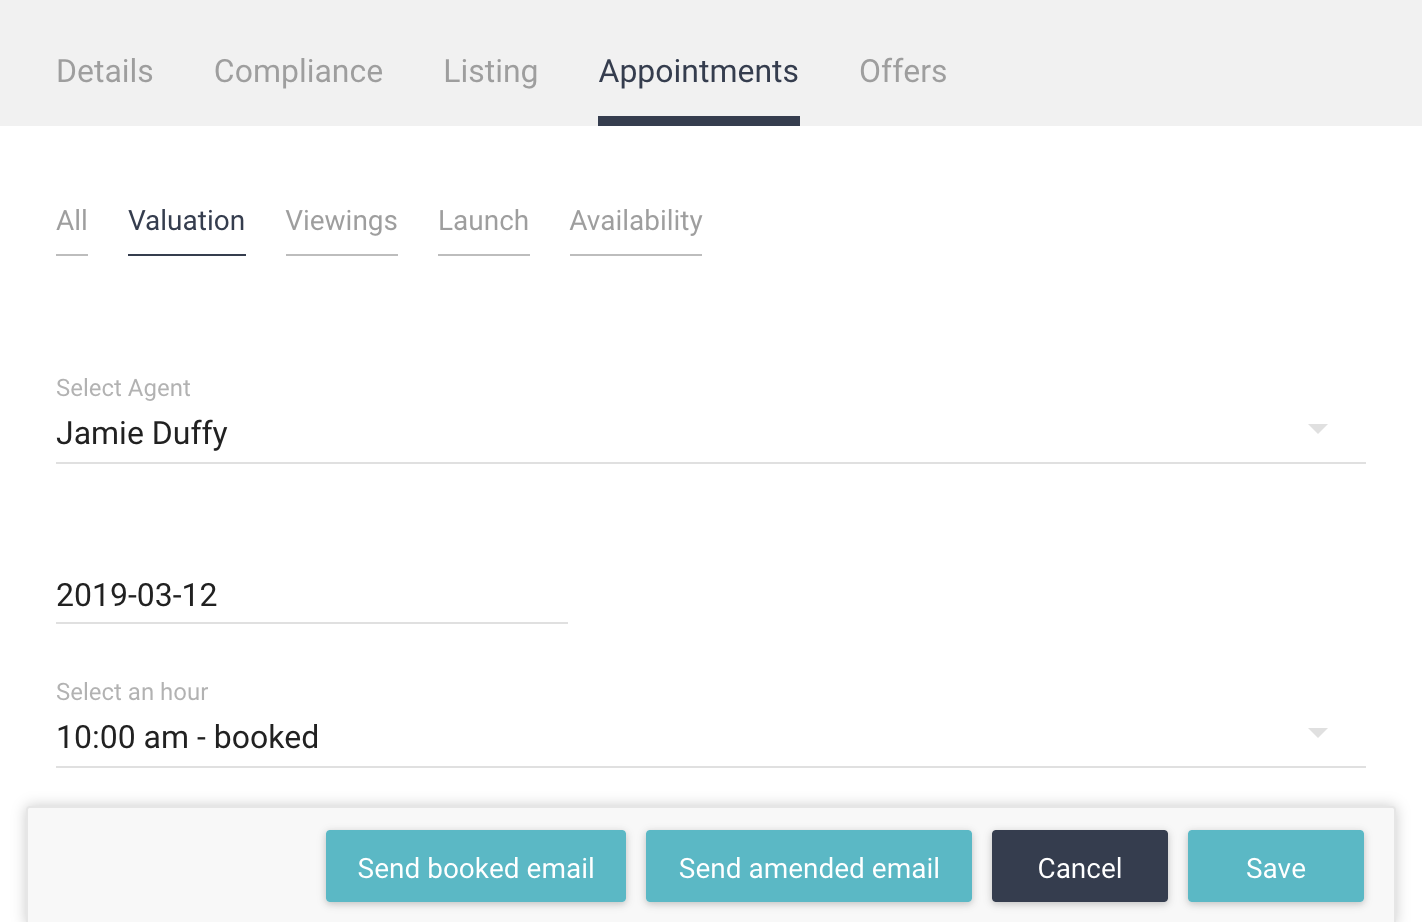 Details Compliance Listing Appointments Offers
All Valuation Viewings Launch Availability
Select Agent
Jamie Duffy
2019-03-12
Select an hour
10:00 am - booked
Send booked email Send amended email Cancel Save